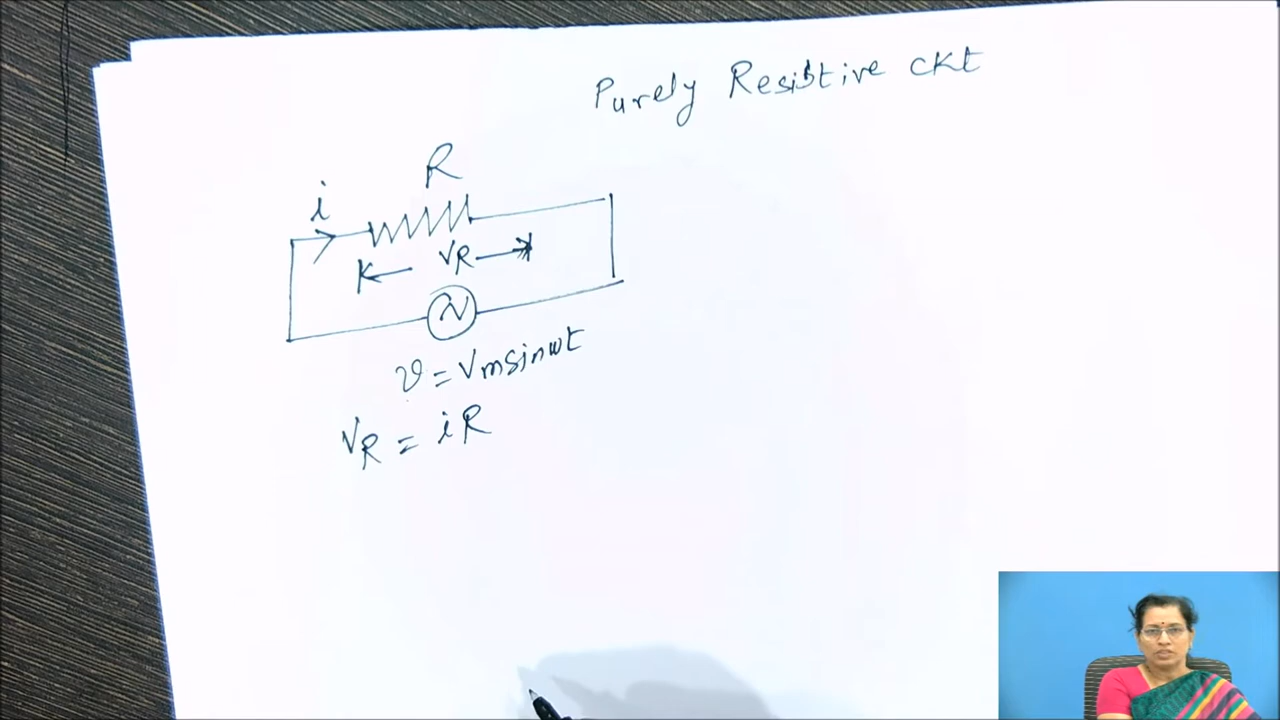 Purely Resistive ckt
R
i
VR
v = Vmsinωt
VR = iR